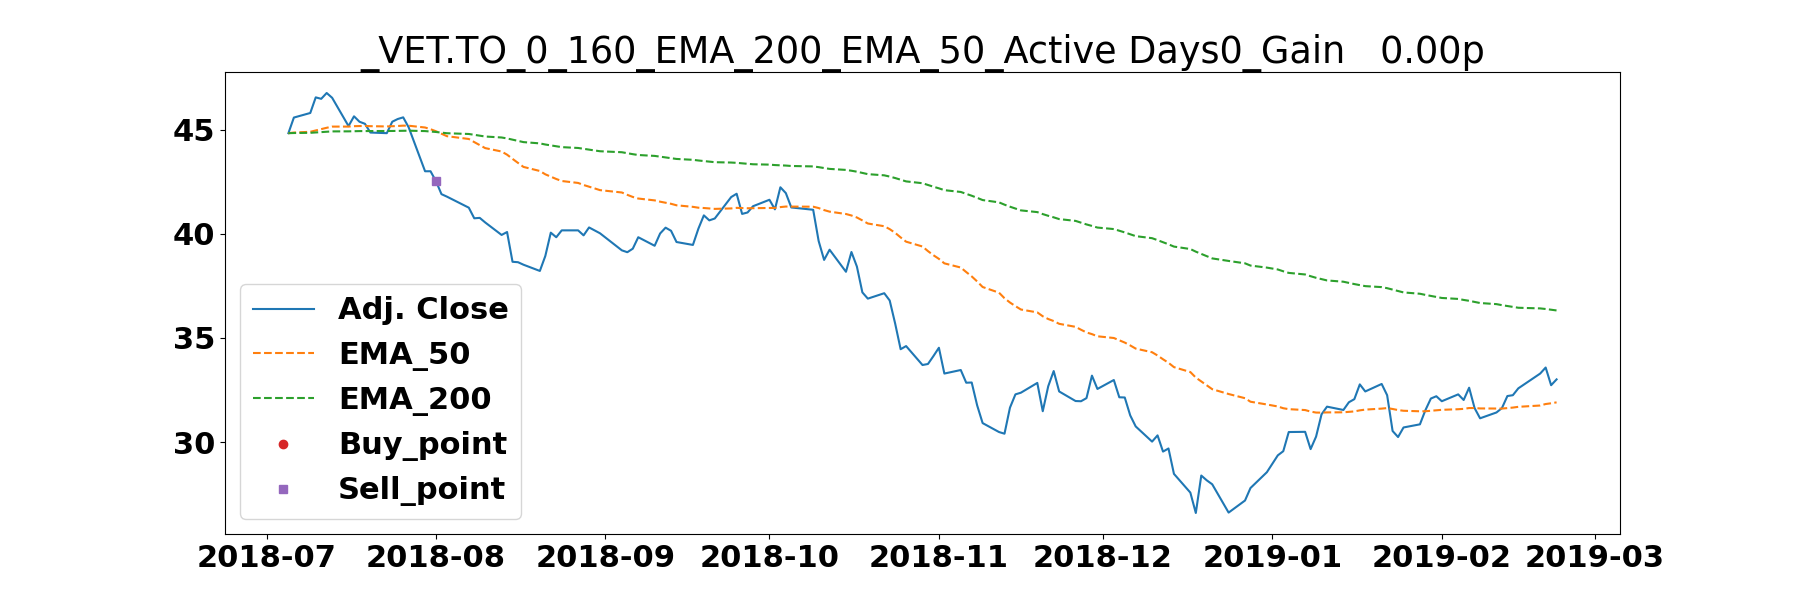 _VET.TO_0_160_EMA_200_EMA_50_Active Days0_Gain   0.00p
45
40
35
30
Adj. Close
EMA_50
EMA_200
Buy_point
Sell_point
2018-07 2018-08 2018-09 2018-10 2018-11 2018-12 2019-01 2019-02 2019-03